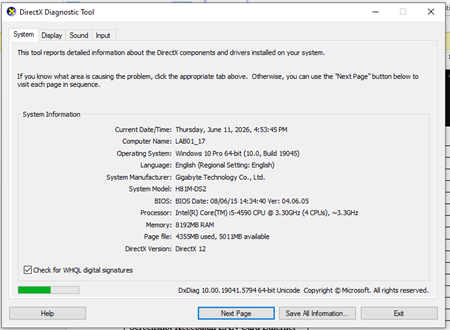 DirectX Diagnostic Tool
System Display Sound Input
This tool reports detailed information about the DirectX components and drivers installed on your system.
If you know what area is causing the problem, click the appropriate tab above. Otherwise, you can use the "Next Page" button below to
visit each page in sequence.
System Information
Current Date/Time: Thursday, June 11, 2026, 4:53:45 PM
Computer Name: LAB01_17
Operating System: Windows 10 Pro 64-bit (10.0, Build 19045)
Language: English (Regional Setting: English)
System Manufacturer: Gigabyte Technology Co., Ltd.
System Model: H81M-DS2
BIOS: BIOS Date: 08/06/15 14:34:40 Ver: 04.06.05
Processor: Intel(R) Core(TM) i5-4590 CPU @ 3.30GHz (4 CPUs), ~3.3GHz
Memory: 8192MB RAM
Page file: 4355MB used, 5011MB available
DirectX Version: DirectX 12
Check for WHQL digital signatures
DxDiag 10.00.19041.5794 64-bit Unicode Copyright © Microsoft. All rights reserved.
Help Next Page Save All Information... Exit